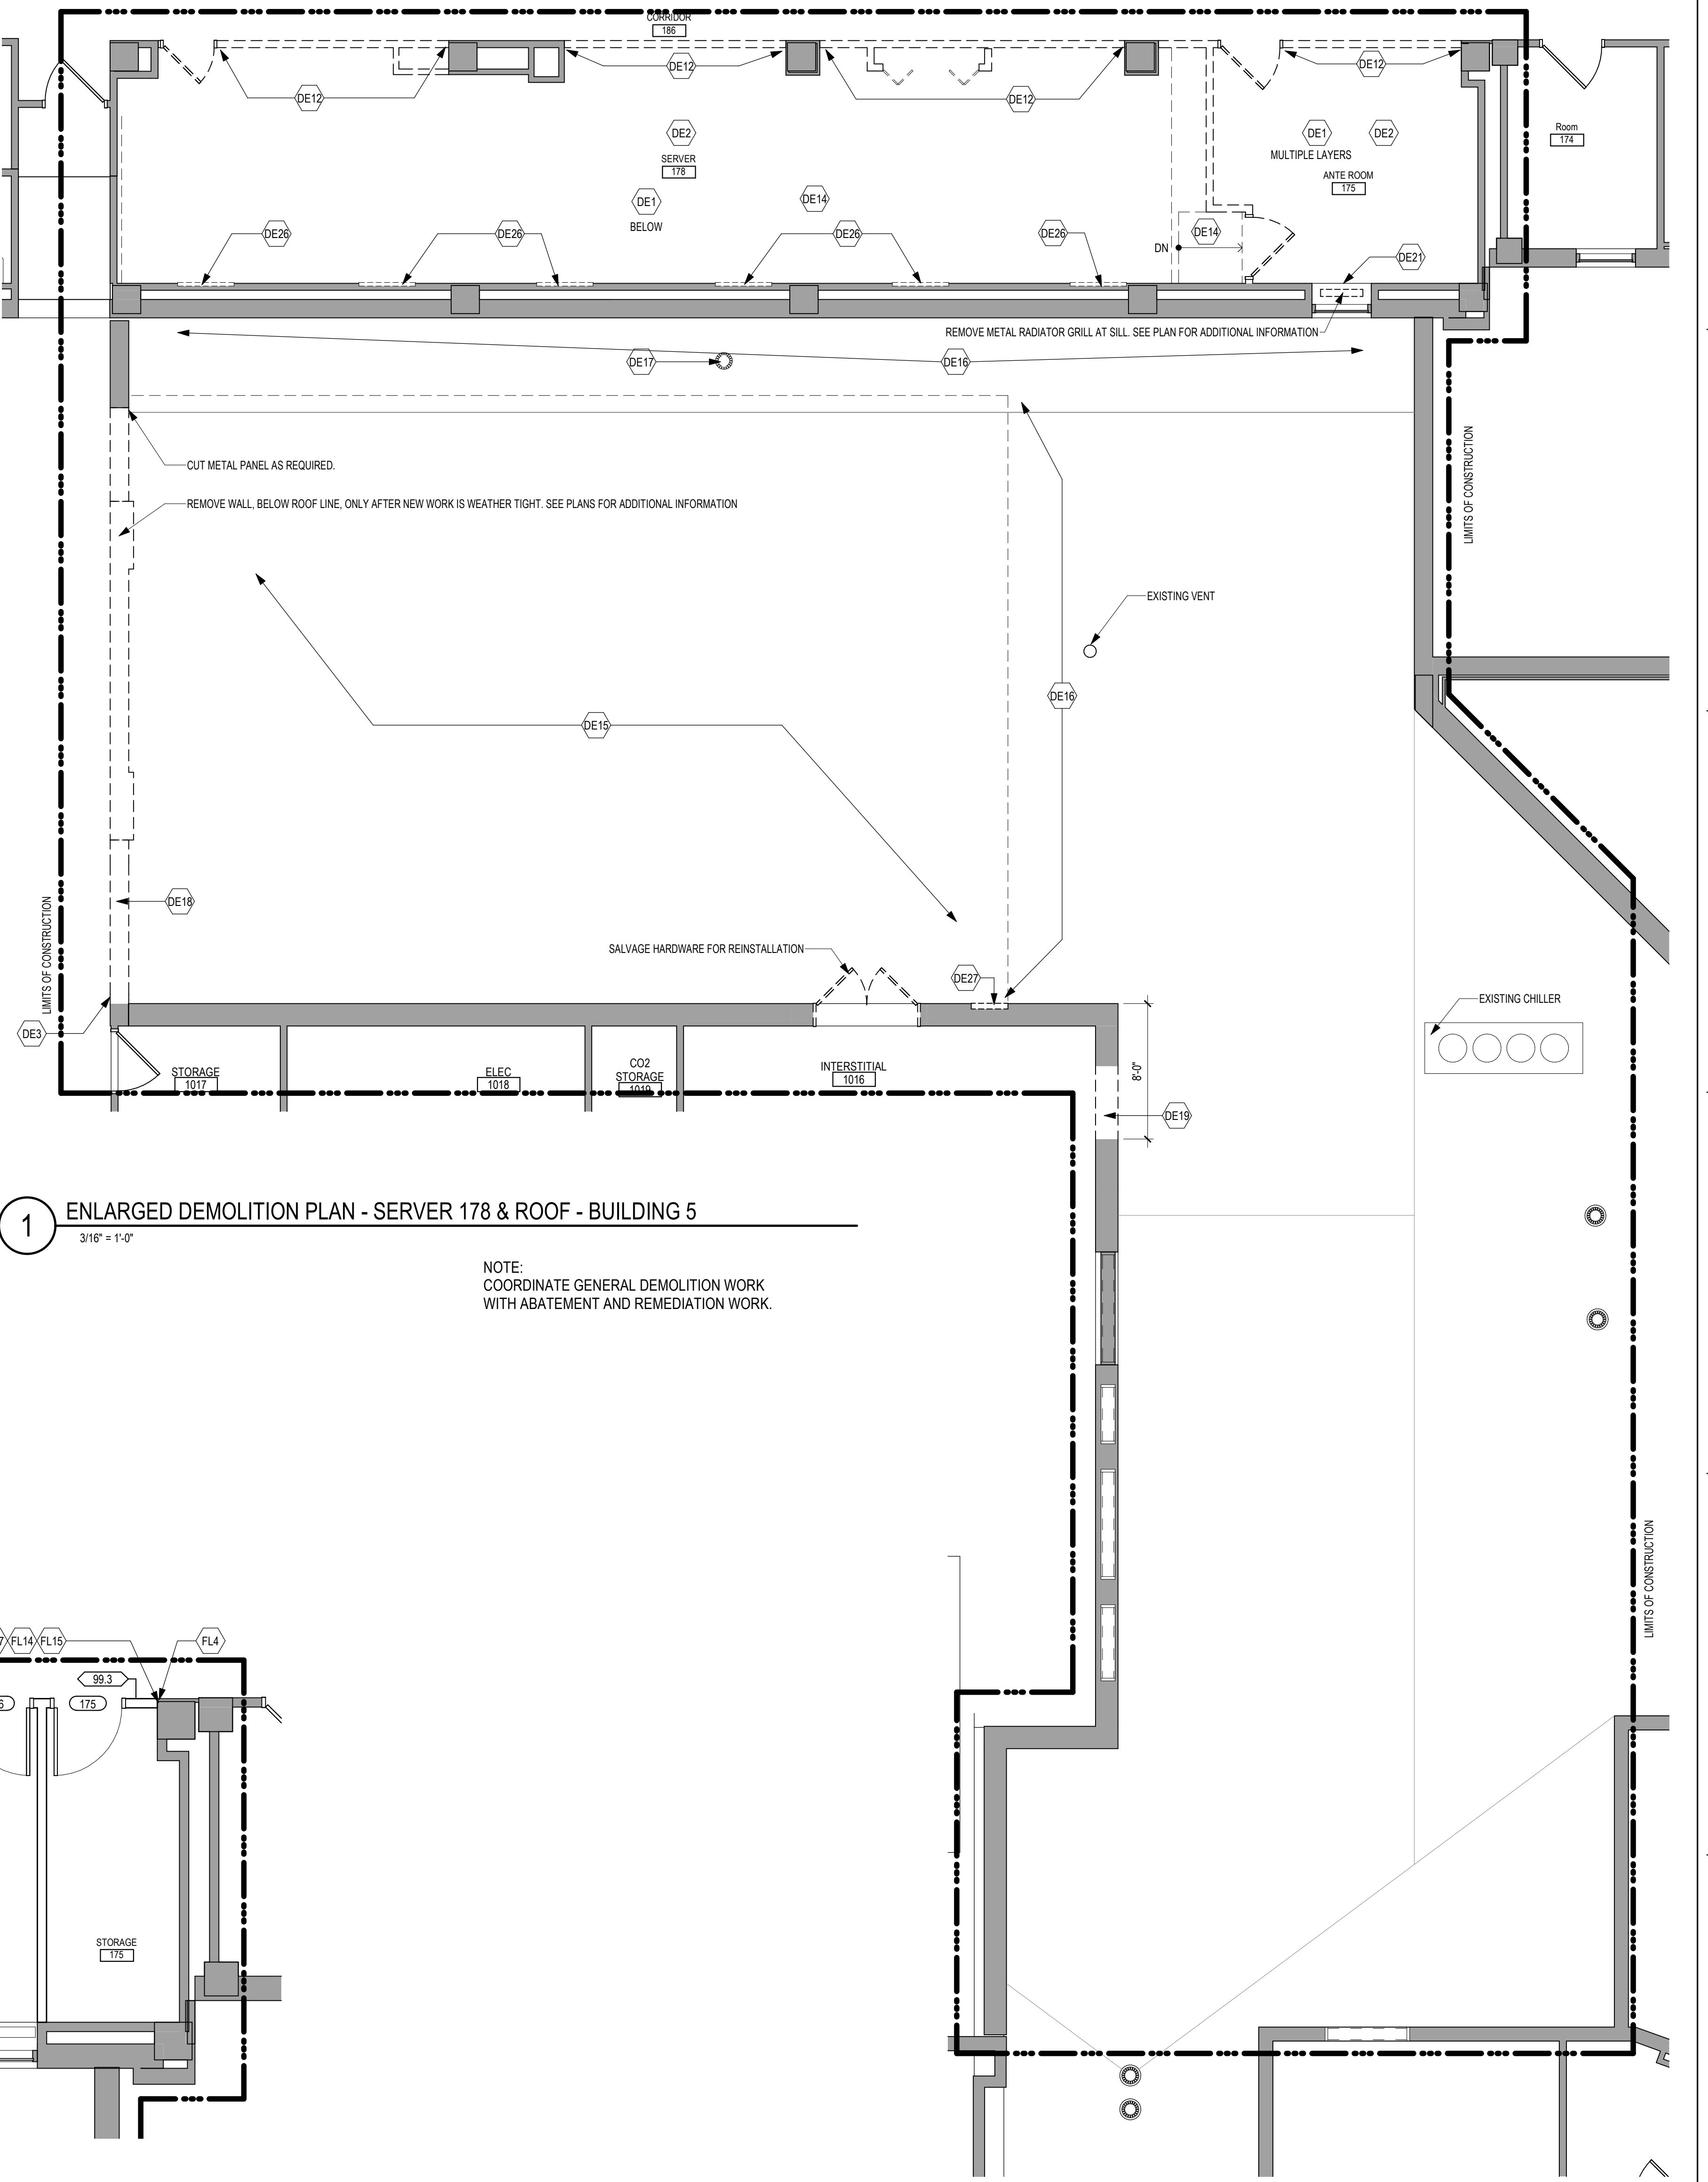 CORRIDOR
186
DE12
DE12
DE12
DE12
DE2
SERVER
178
DE1
BELOW
DE14
DE1
DE2
MULTIPLE LAYERS
ANTE ROOM
175
Room
174
DE26
DE26
DE26
DE26
DE14
DN
DE21
REMOVE METAL RADIATOR GRILL AT SILL. SEE PLAN FOR ADDITIONAL INFORMATION
DE17
DE16
CUT METAL PANEL AS REQUIRED.
REMOVE WALL, BELOW ROOF LINE, ONLY AFTER NEW WORK IS WEATHER TIGHT. SEE PLANS FOR ADDITIONAL INFORMATION
LIMITS OF CONSTRUCTION
EXISTING VENT
DE16
DE15
DE18
LIMITS OF CONSTRUCTION
SALVAGE HARDWARE FOR REINSTALLATION
DE27
EXISTING CHILLER
DE3
STORAGE
1017
ELEC
1018
CO2
STORAGE
1019
INTERSTITIAL
1016
8'-0"
DE19
1
ENLARGED DEMOLITION PLAN - SERVER 178 & ROOF - BUILDING 5
3/16" = 1'-0"
NOTE:
COORDINATE GENERAL DEMOLITION WORK
WITH ABATEMENT AND REMEDIATION WORK.
LIMITS OF CONSTRUCTION
7
FL14
FL15
FL4
99.3
6
175
STORAGE
175